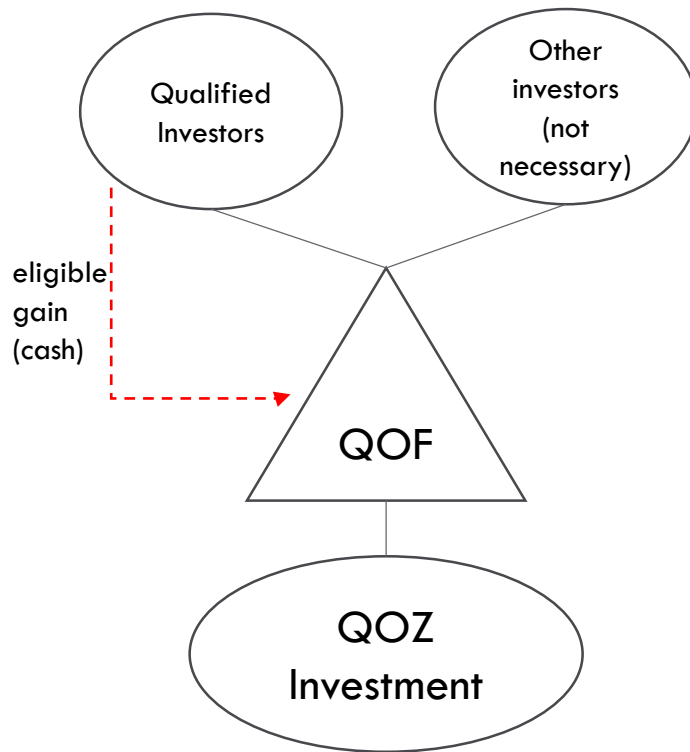 Qualified
Investors
Other
investors
(not
necessary)
eligible
gain
(cash)
QOF
QOZ
Investment